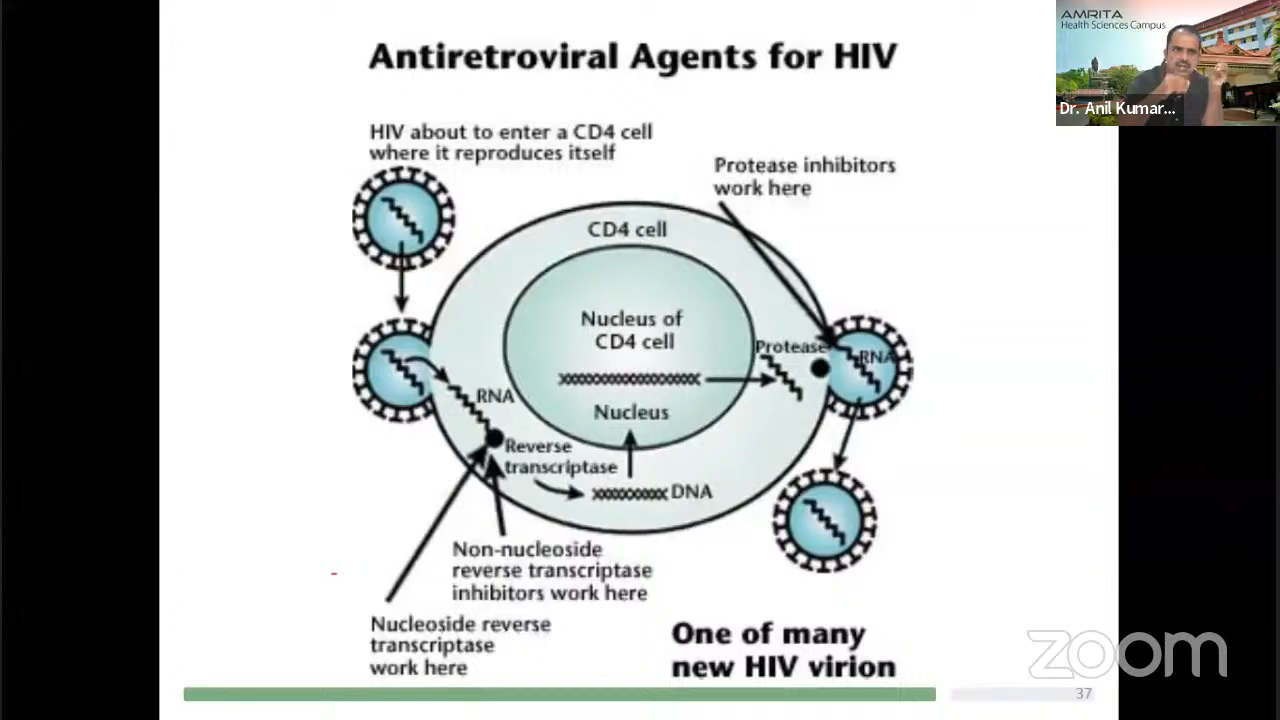 Antiretroviral Agents for HIV
AMRITA
Health Sciences Campus
Dr. Anil Kumar...
HIV about to enter a CD4 cell
where it reproduces itself
Protease inhibitors
work here
CD4 cell
Nucleus of
CD4 cell
Protease
RNA
RNA
Nucleus
Reverse
transcriptase
DNA
Non-nucleoside
reverse transcriptase
inhibitors work here
Nucleoside reverse
transcriptase
work here
One of many
new HIV virion
zoom
37